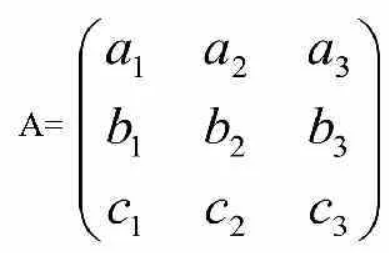 a₁ a₂ a₃
A= b₁ b₂ b₃
c₁ c₂ c₃